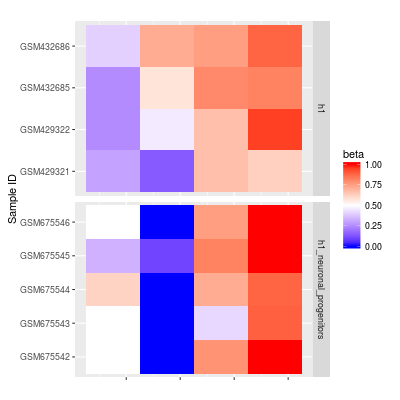 GSM432686
GSM432685
GSM429322
GSM429321
h1
GSM675546
GSM675545
GSM675544
GSM675543
GSM675542
h1_neuronal_progenitors
Sample ID
beta
1.00
0.75
0.50
0.25
0.00